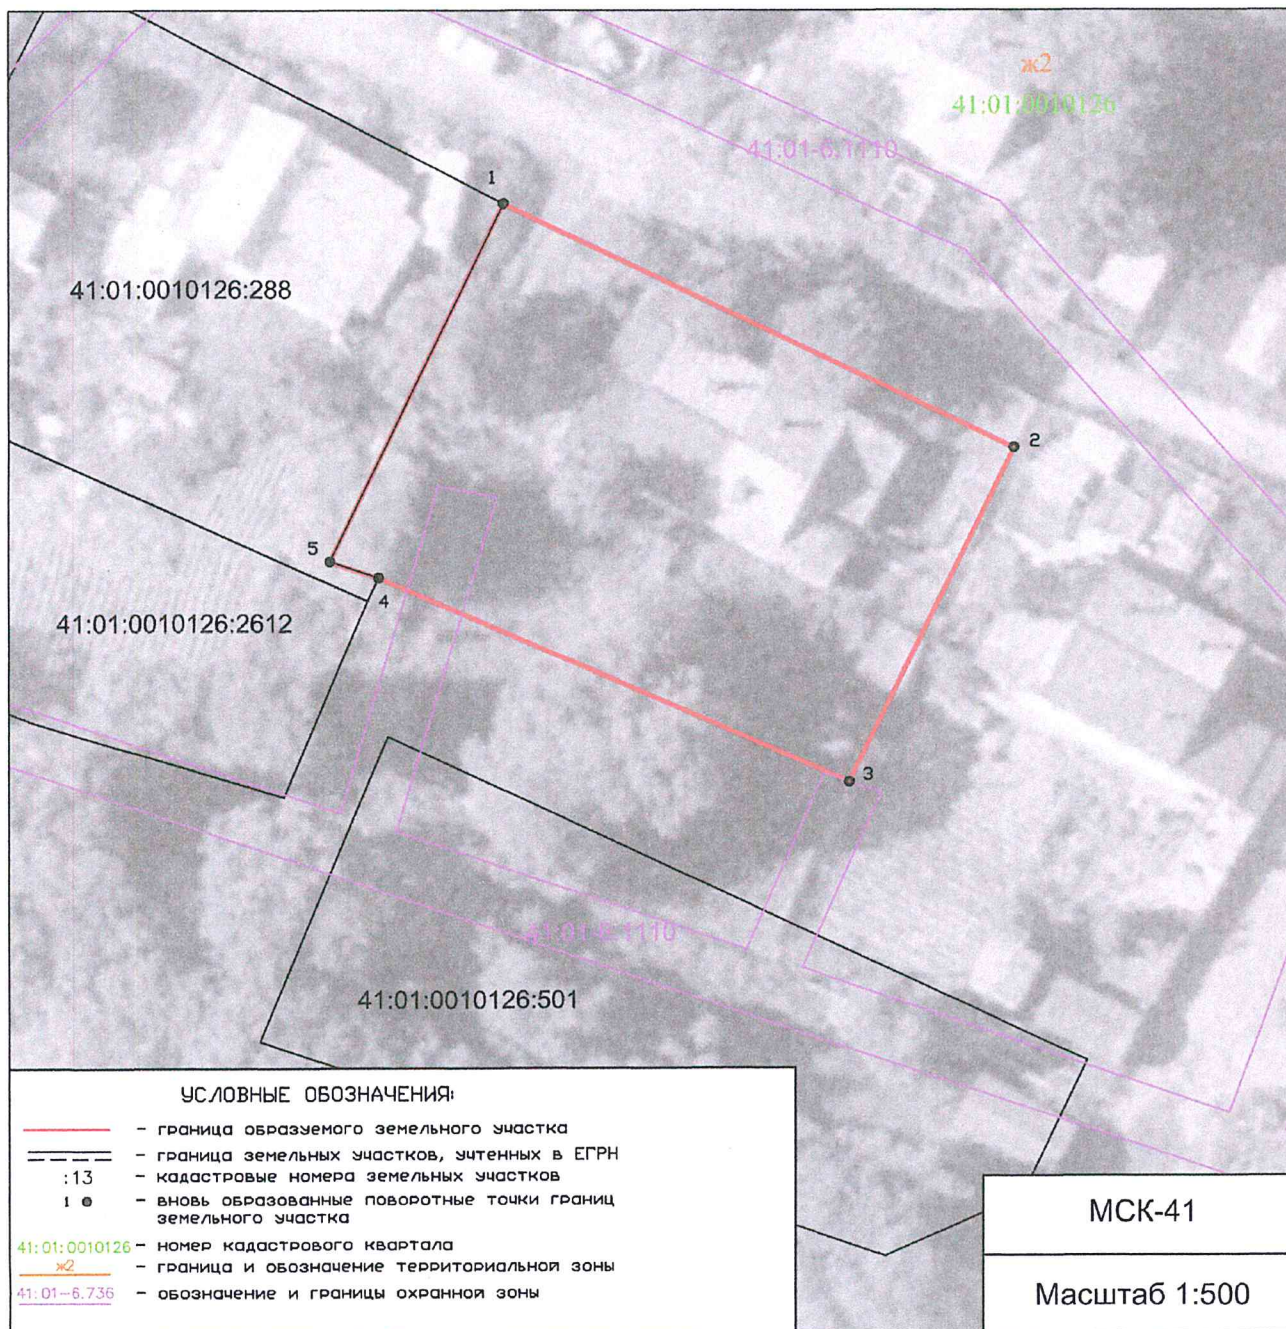 ж2
41:01:0010126
41:01-6.1110
1
41:01:0010126:288
2
5
4
41:01:0010126:2612
3
41:01-6.1110
41:01:0010126:501
УСЛОВНЫЕ ОБОЗНАЧЕНИЯ:
- ГРАНИЦА ОБРАЗУЕМОГО ЗЕМЕЛЬНОГО УЧАСТКА
- ГРАНИЦА ЗЕМЕЛЬНЫХ УЧАСТКОВ, УЧТЕННЫХ В ЕГРН
:13 - КАДАСТРОВЫЕ НОМЕРА ЗЕМЕЛЬНЫХ УЧАСТКОВ
1 - ВНОВЬ ОБРАЗОВАННЫЕ ПОВОРОТНЫЕ ТОЧКИ ГРАНИЦ
ЗЕМЕЛЬНОГО УЧАСТКА
41:01:0010126 - НОМЕР КАДАСТРОВОГО КВАРТАЛА
ж2 - ГРАНИЦА И ОБОЗНАЧЕНИЕ ТЕРРИТОРИАЛЬНОЙ ЗОНЫ
41:01-6.736 - ОБОЗНАЧЕНИЕ И ГРАНИЦЫ ОХРАННОЙ ЗОНЫ
МСК-41
Масштаб 1:500